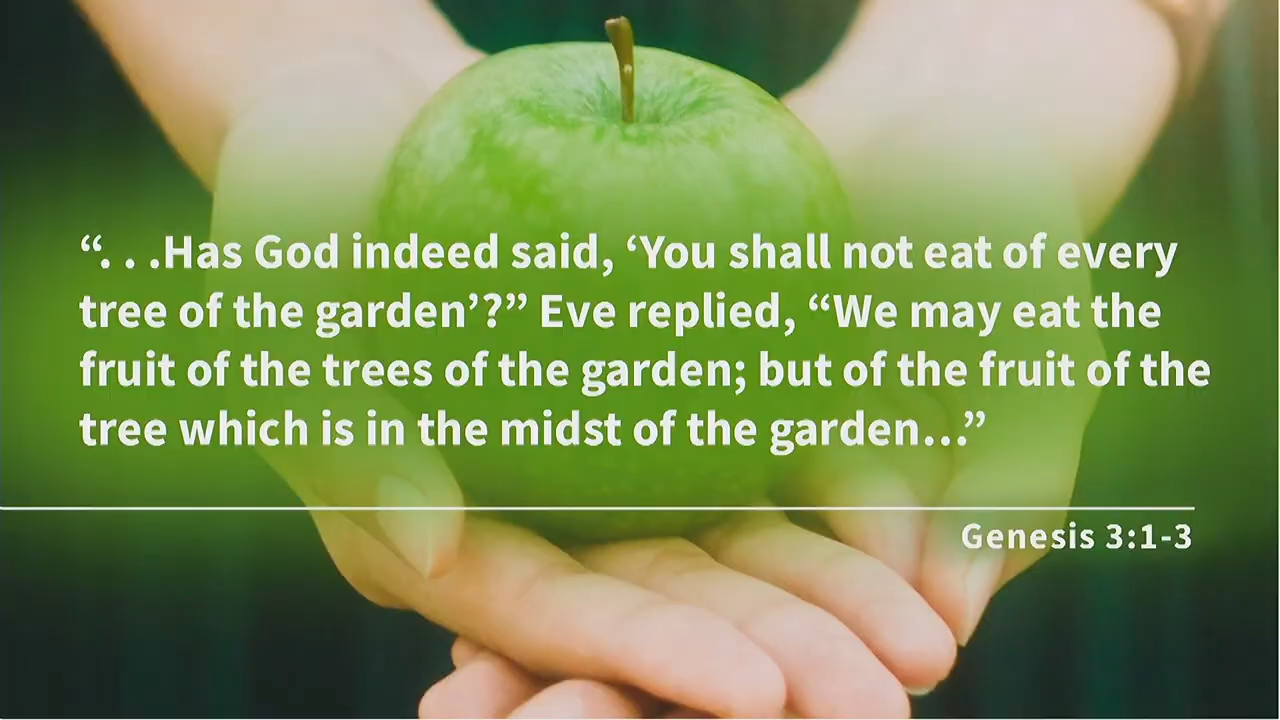 “. . .Has God indeed said, ‘You shall not eat of every
tree of the garden’?” Eve replied, “We may eat the
fruit of the trees of the garden; but of the fruit of the
tree which is in the midst of the garden...”
Genesis 3:1-3